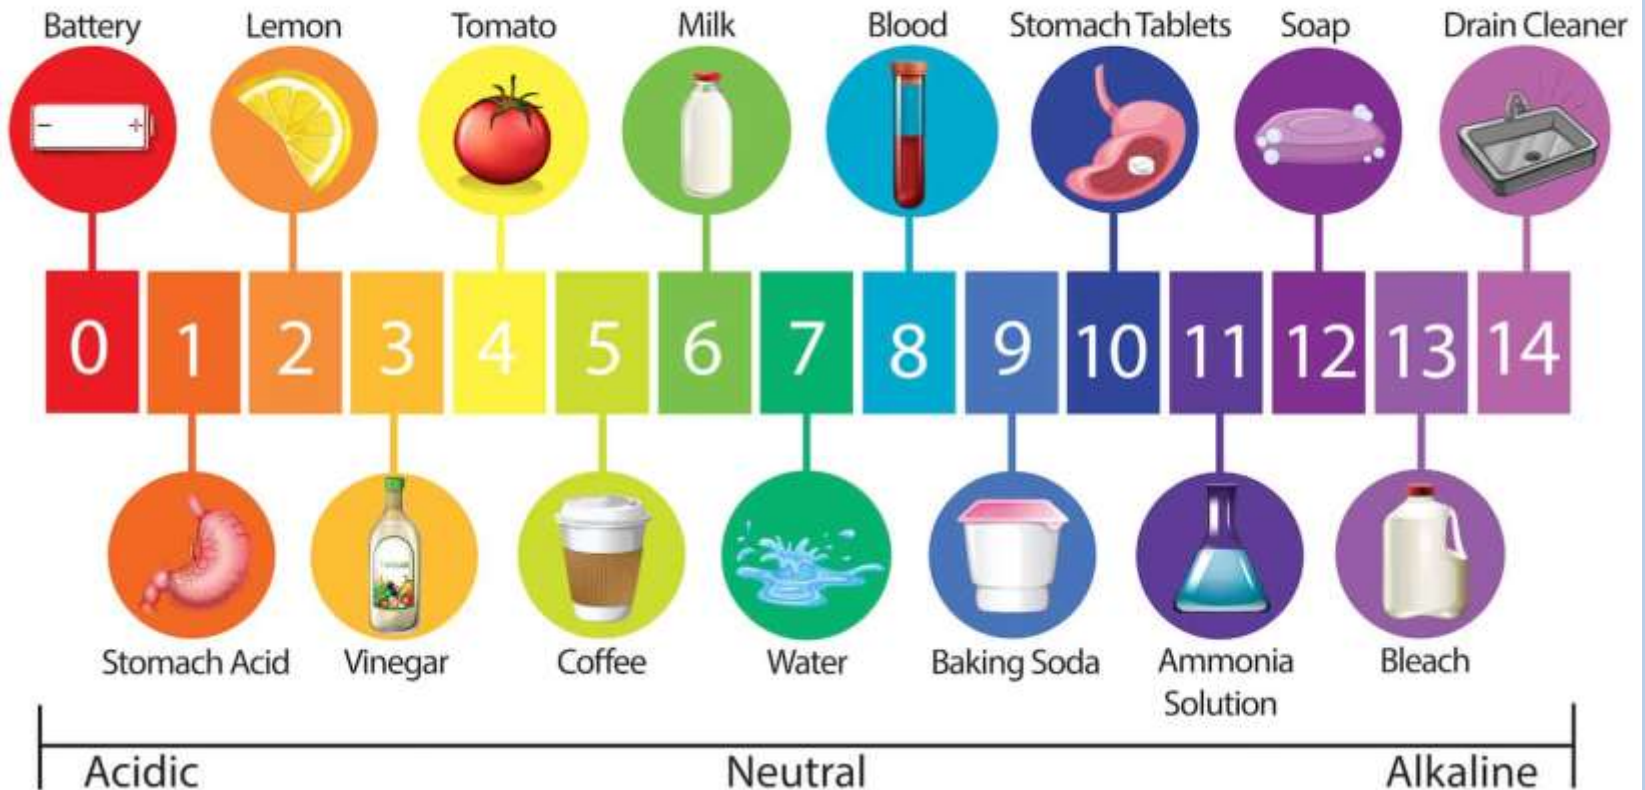 Battery Lemon Tomato Milk Blood Stomach Tablets Soap Drain Cleaner
- +
0 1 2 3 4 5 6 7 8 9 10 11 12 13 14
Stomach Acid Vinegar Coffee Water Baking Soda Ammonia Solution Bleach
Acidic Neutral Alkaline